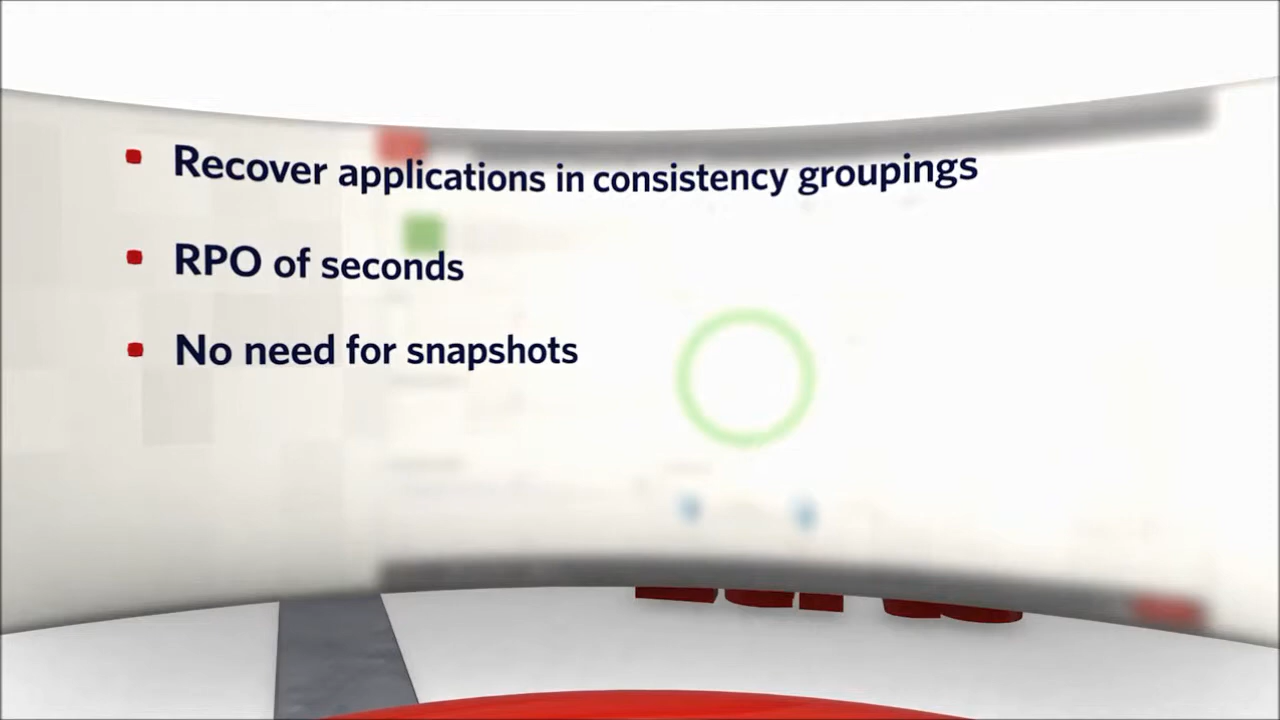 Recover applications in consistency groupings
RPO of seconds
No need for snapshots